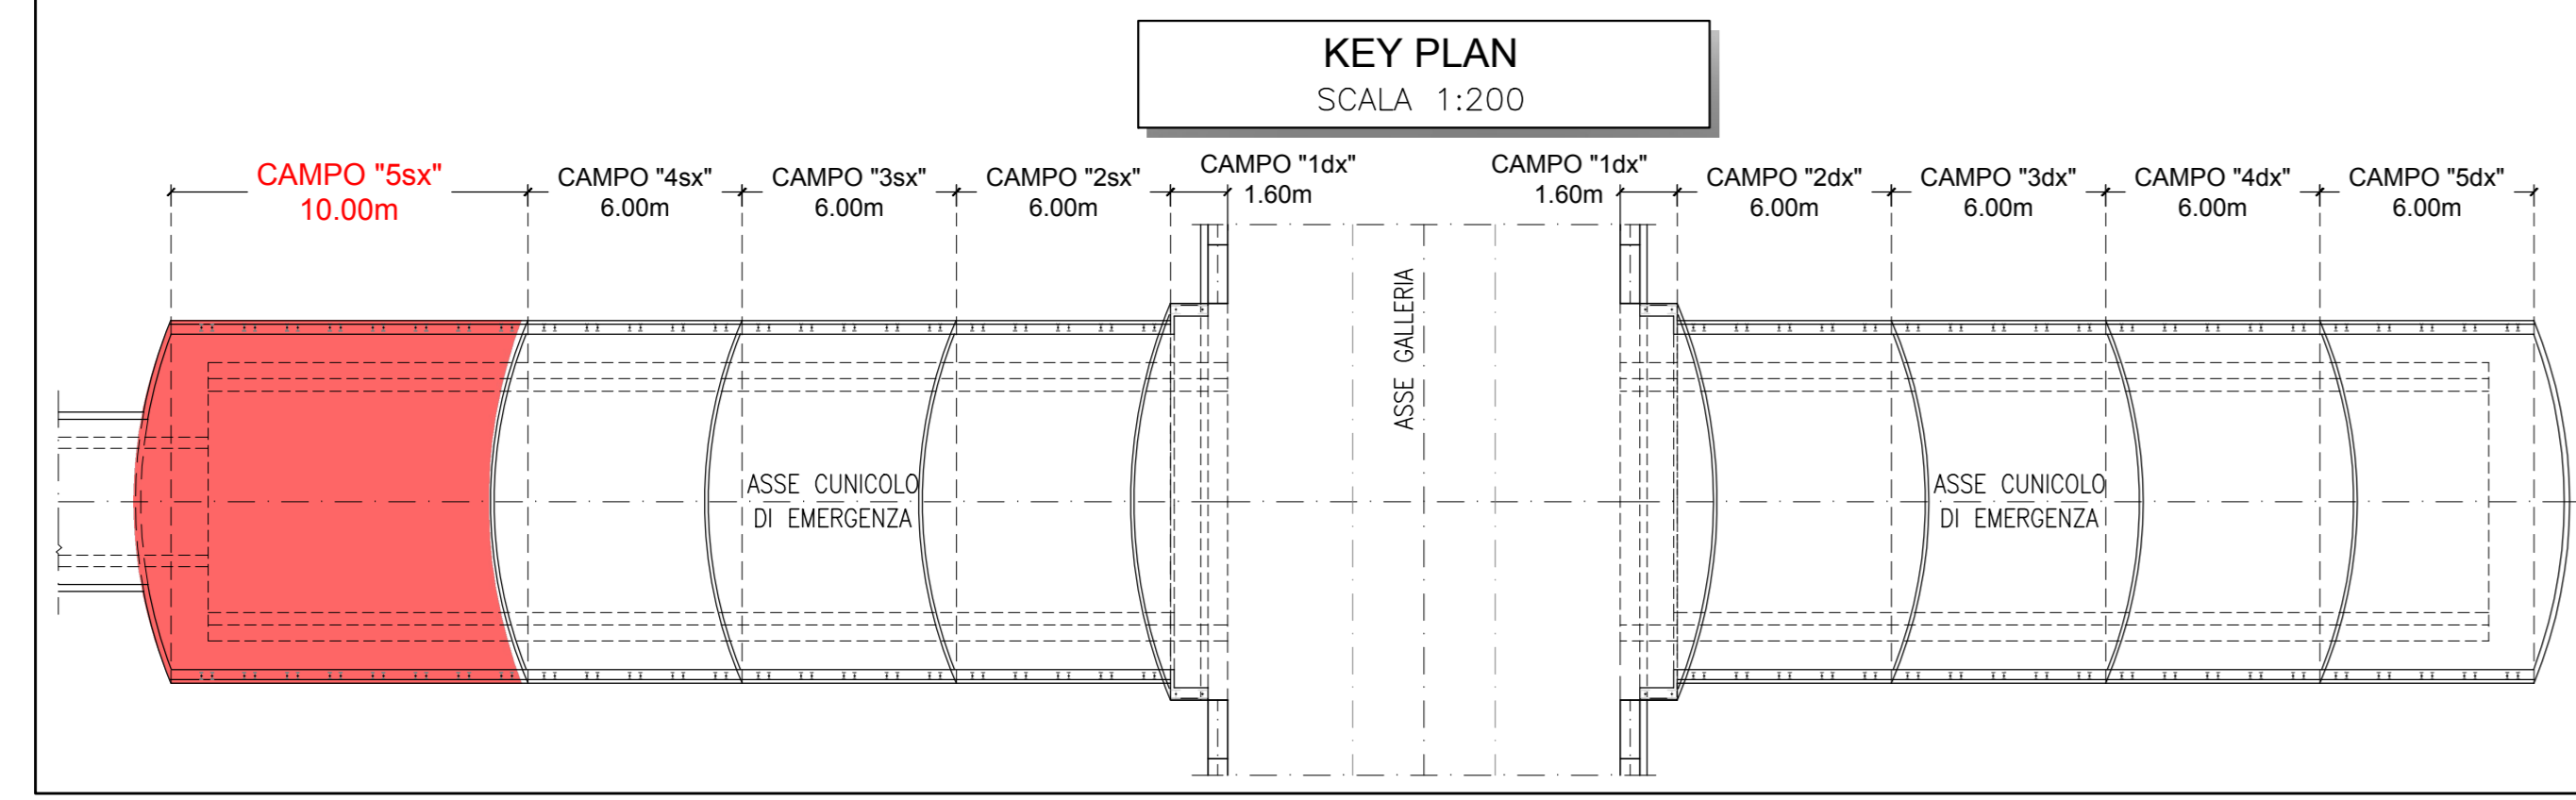 KEY PLAN
SCALA 1:200
CAMPO "5sx"
10.00m
CAMPO "4sx"
6.00m
CAMPO "3sx"
6.00m
CAMPO "2sx"
6.00m
CAMPO "1dx"
1.60m
CAMPO "1dx"
1.60m
CAMPO "2dx"
6.00m
CAMPO "3dx"
6.00m
CAMPO "4dx"
6.00m
CAMPO "5dx"
6.00m
ASSE GALLERIA
ASSE CUNICOLO
DI EMERGENZA
ASSE CUNICOLO
DI EMERGENZA